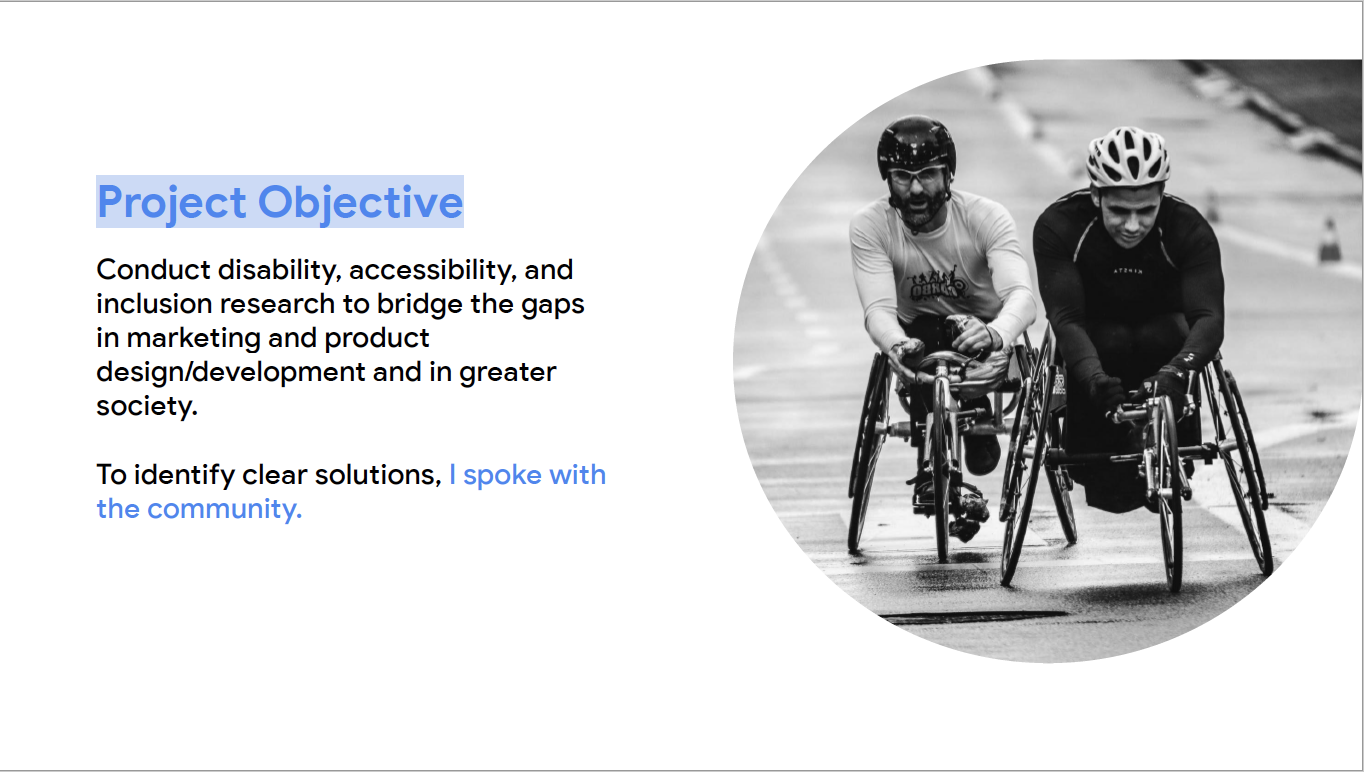 Project Objective
Conduct disability, accessibility, and
inclusion research to bridge the gaps
in marketing and product
design/development and in greater
society.
To identify clear solutions, I spoke with
the community.